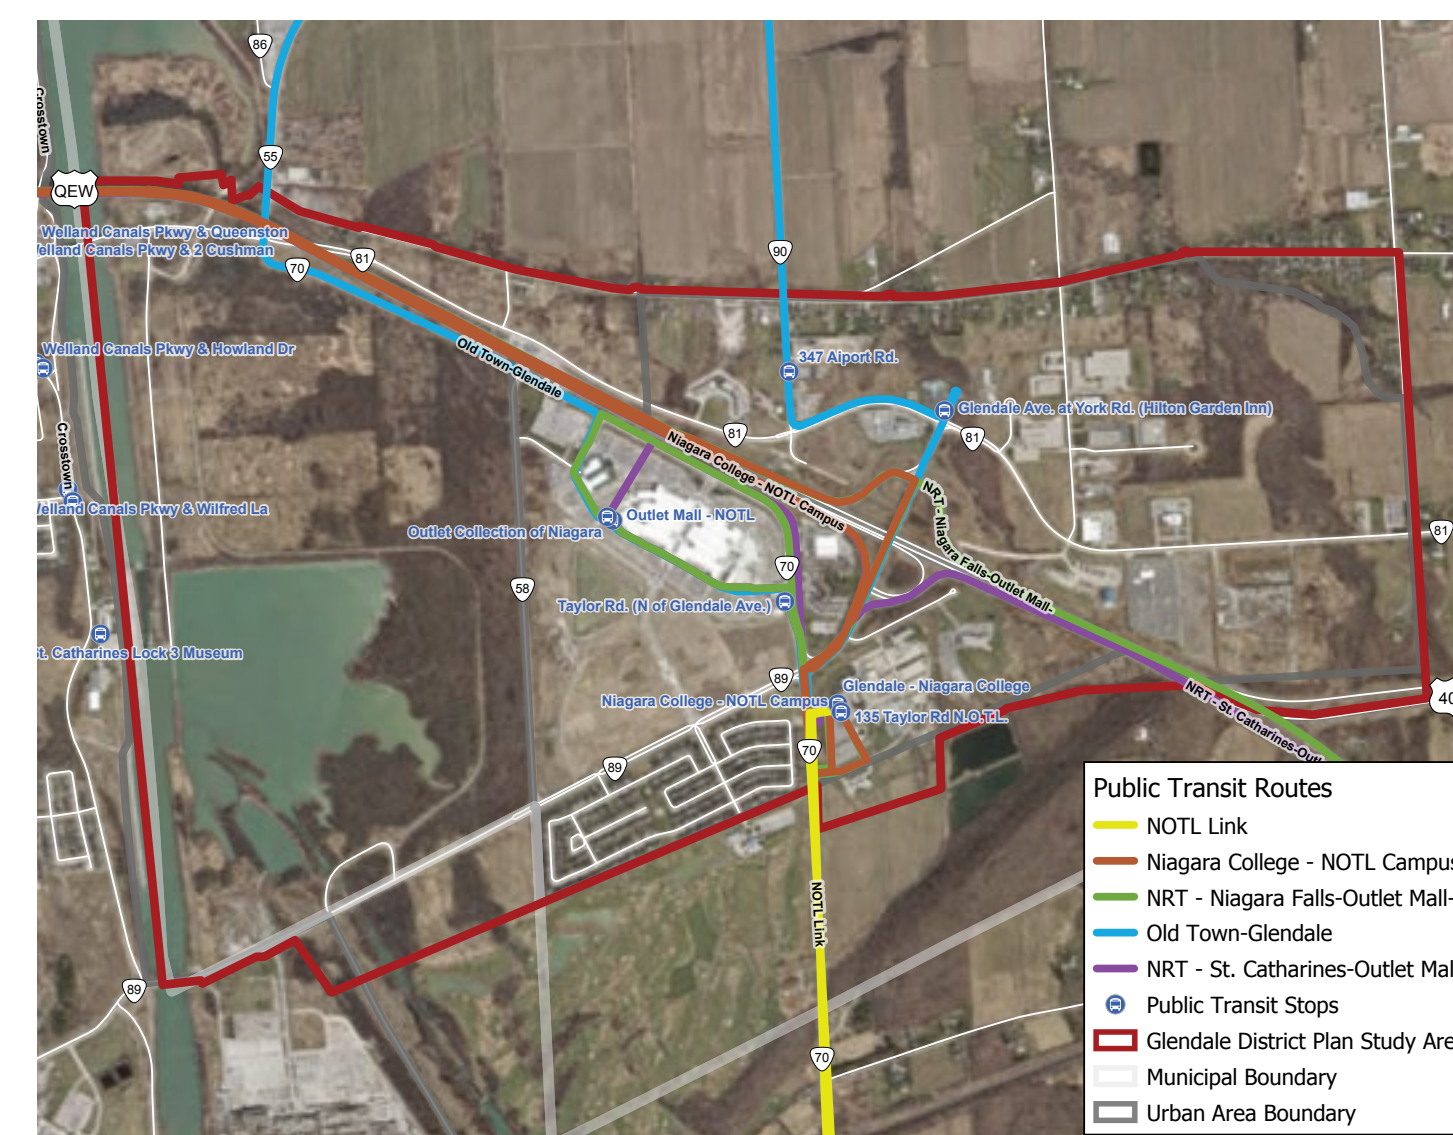 86
Crosstown
55
QEW
Welland Canals Pkwy & Queenston
Welland Canals Pkwy & 2 Cushman
81
70
90
Welland Canals Pkwy & Howland Dr
Old Town-Glendale
347 Aiport Rd.
Glendale Ave. at York Rd. (Hilton Garden Inn)
81
81
Crosstown
Niagara College - NOTL Campus
NRT - Niagara Falls-Outlet Mall-
Welland Canals Pkwy & Wilfred La
Outlet Mall - NOTL
Outlet Collection of Niagara
81
70
58
Taylor Rd. (N of Glendale Ave.)
St. Catharines Lock 3 Museum
89
Glendale - Niagara College
Niagara College - NOTL Campus
135 Taylor Rd N.O.T.L.
NRT - St. Catharines-Outl
40
70
89
NOTL Link
89
70
Public Transit Routes
NOTL Link
Niagara College - NOTL Campus
NRT - Niagara Falls-Outlet Mall-
Old Town-Glendale
NRT - St. Catharines-Outlet Mal
Public Transit Stops
Glendale District Plan Study Are
Municipal Boundary
Urban Area Boundary